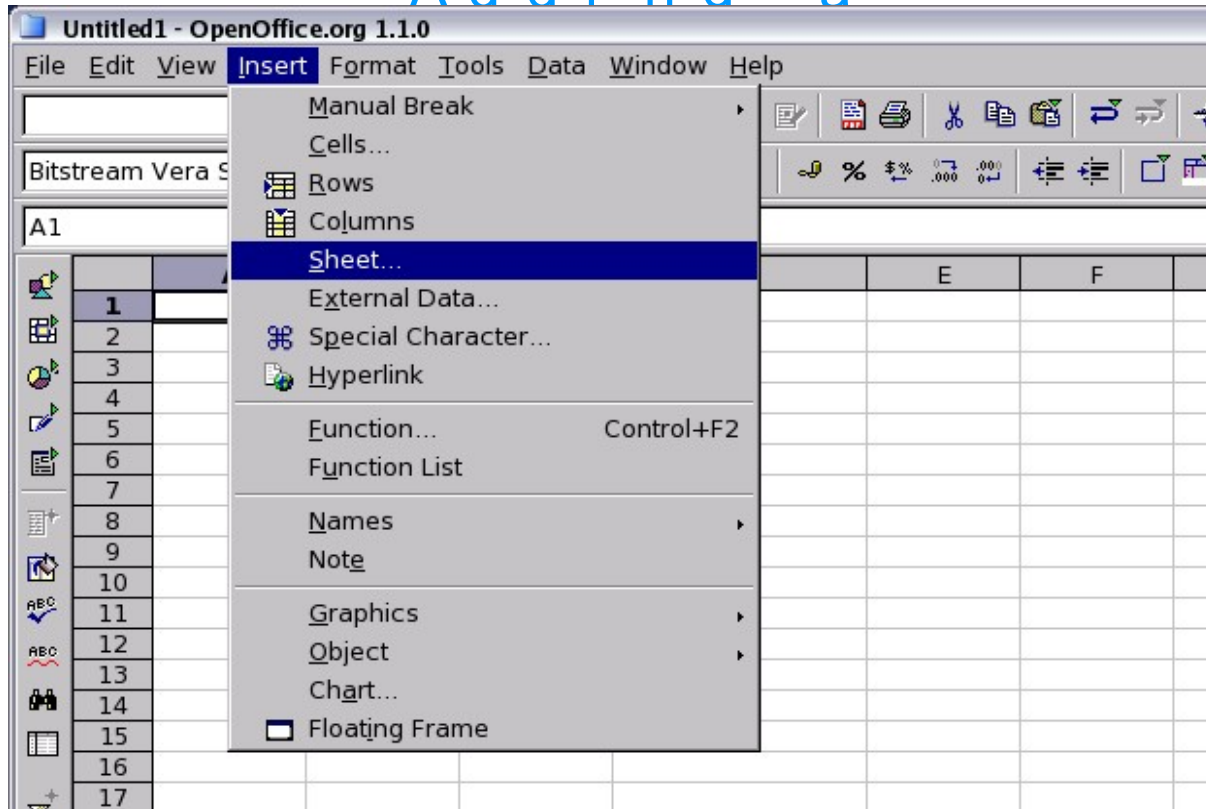 Untitled1 - OpenOffice.org 1.1.0
File Edit View Insert Format Tools Data Window Help
Manual Break
Cells...
Bitstream Vera S
Rows
Columns
A1
Sheet...
E F
External Data...
Special Character...
Hyperlink
Function... Control+F2
Function List
Names
Note
Graphics
Object
Chart...
Floating Frame
1
2
3
4
5
6
7
8
9
10
11
12
13
14
15
16
17